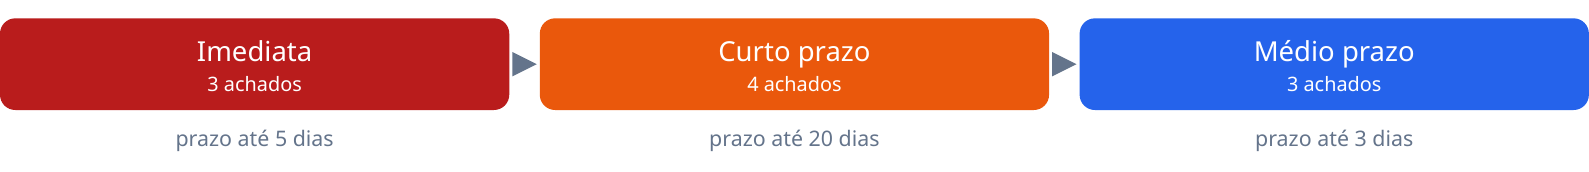 Imediata
3 achados
prazo até 5 dias
Curto prazo
4 achados
prazo até 20 dias
Médio prazo
3 achados
prazo até 3 dias